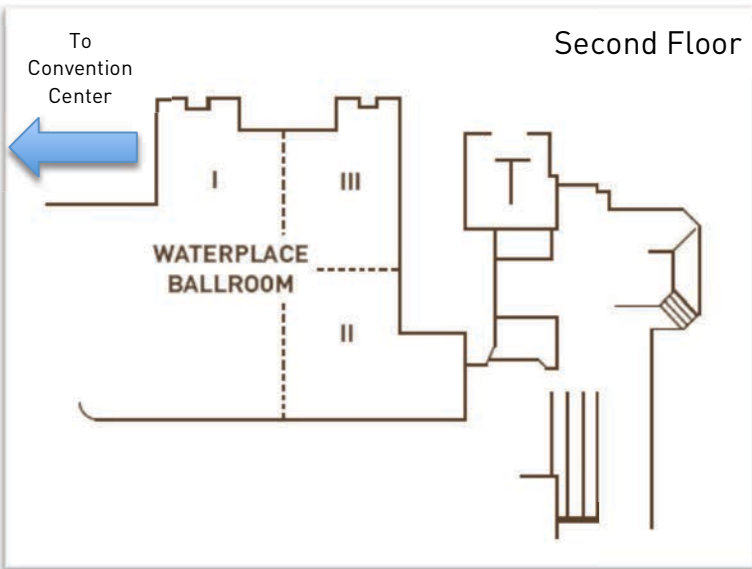 To
Convention
Center
Second Floor
I
III
WATERPLACE
BALLROOM
II